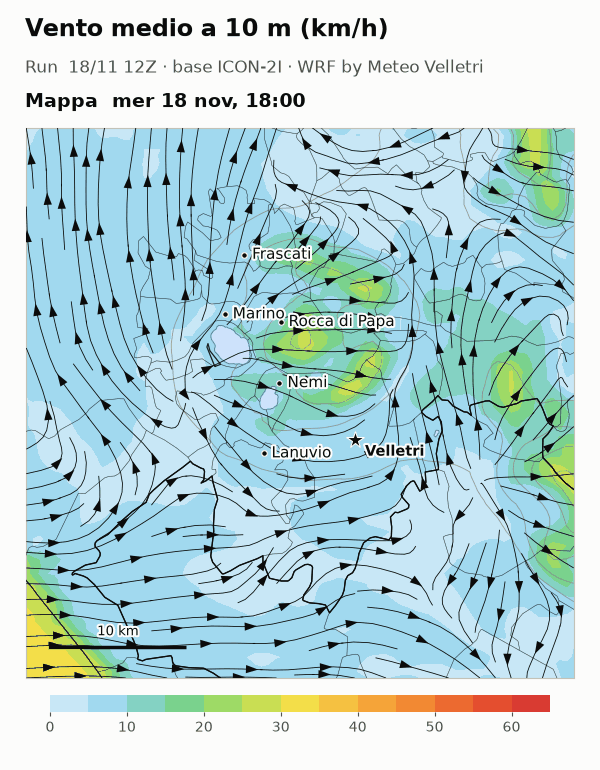 Vento medio a 10 m (km/h)
Run 18/11 12Z · base ICON-2I · WRF by Meteo Velletri
Mappa mer 18 nov, 18:00
Frascati
Marino
Rocca di Papa
Nemi
Lanuvio
Velletri
10 km
0 10 20 30 40 50 60